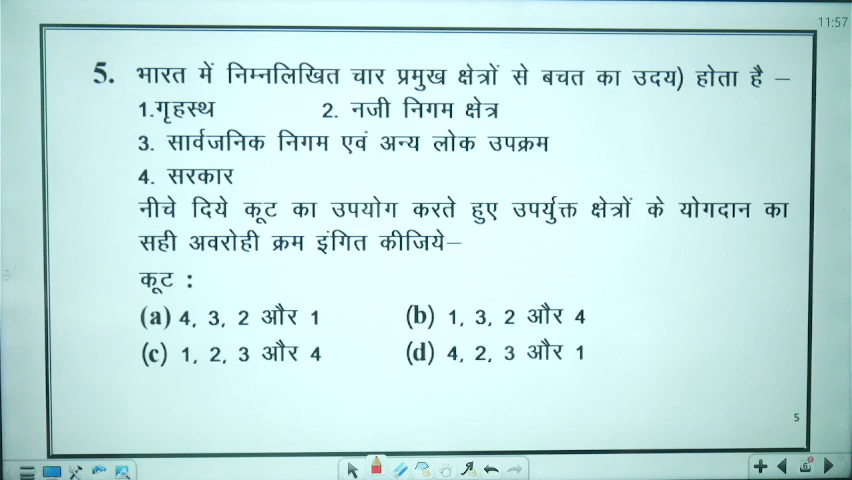 11:57
5. भारत में निम्नलिखित चार प्रमुख क्षेत्रों से बचत का उदय) होता है –
1.गृहस्थ 2. नजी निगम क्षेत्र
3. सार्वजनिक निगम एवं अन्य लोक उपक्रम
4. सरकार
नीचे दिये कूट का उपयोग करते हुए उपर्युक्त क्षेत्रों के योगदान का
सही अवरोही क्रम इंगित कीजिये–
कूट :
(a) 4, 3, 2 और 1 (b) 1, 3, 2 और 4
(c) 1, 2, 3 और 4 (d) 4, 2, 3 और 1
5
6